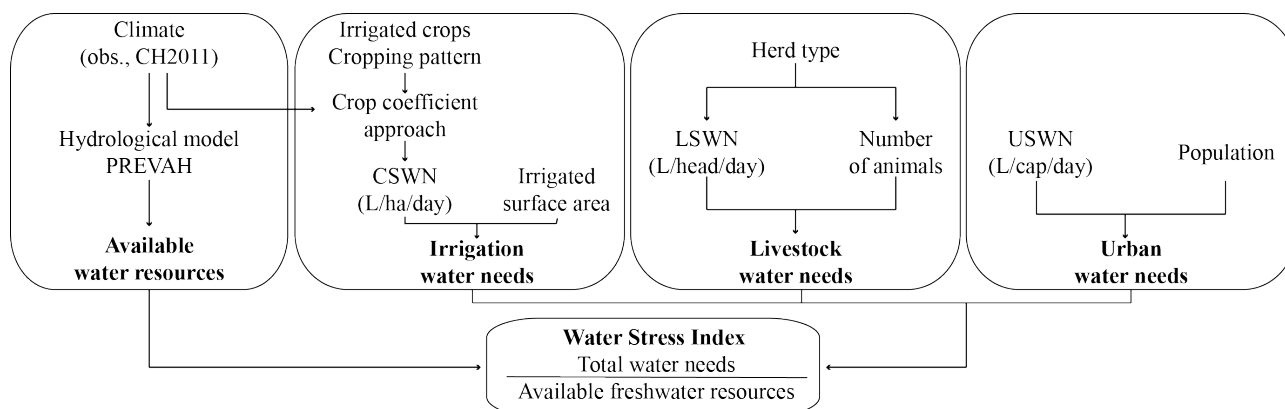 Climate
(obs., CH2011)
Hydrological model
PREVAH
Available
water resources
Irrigated crops
Cropping pattern
Crop coefficient
approach
CSWN
(L/ha/day)
Irrigated
surface area
Irrigation
water needs
Herd type
LSWN
(L/head/day)
Number
of animals
Livestock
water needs
USWN
(L/cap/day)
Population
Urban
water needs
Water Stress Index
Total water needs
Available freshwater resources